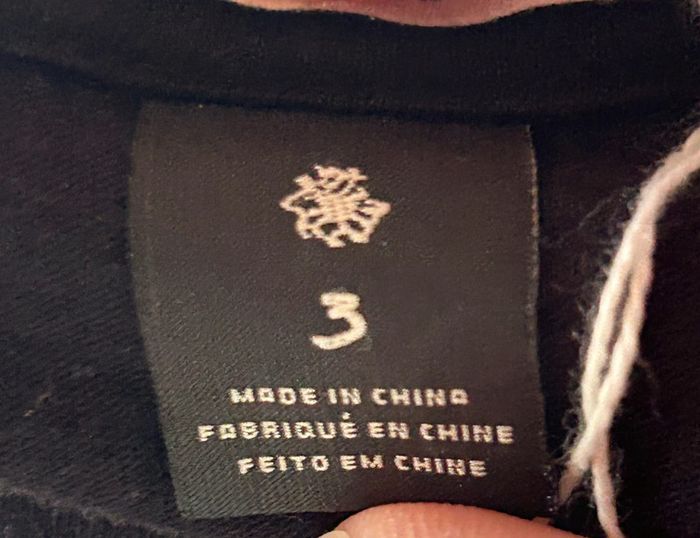 3
MADE IN CHINA
FABRIQUÉ EN CHINE
FEITO EM CHINE